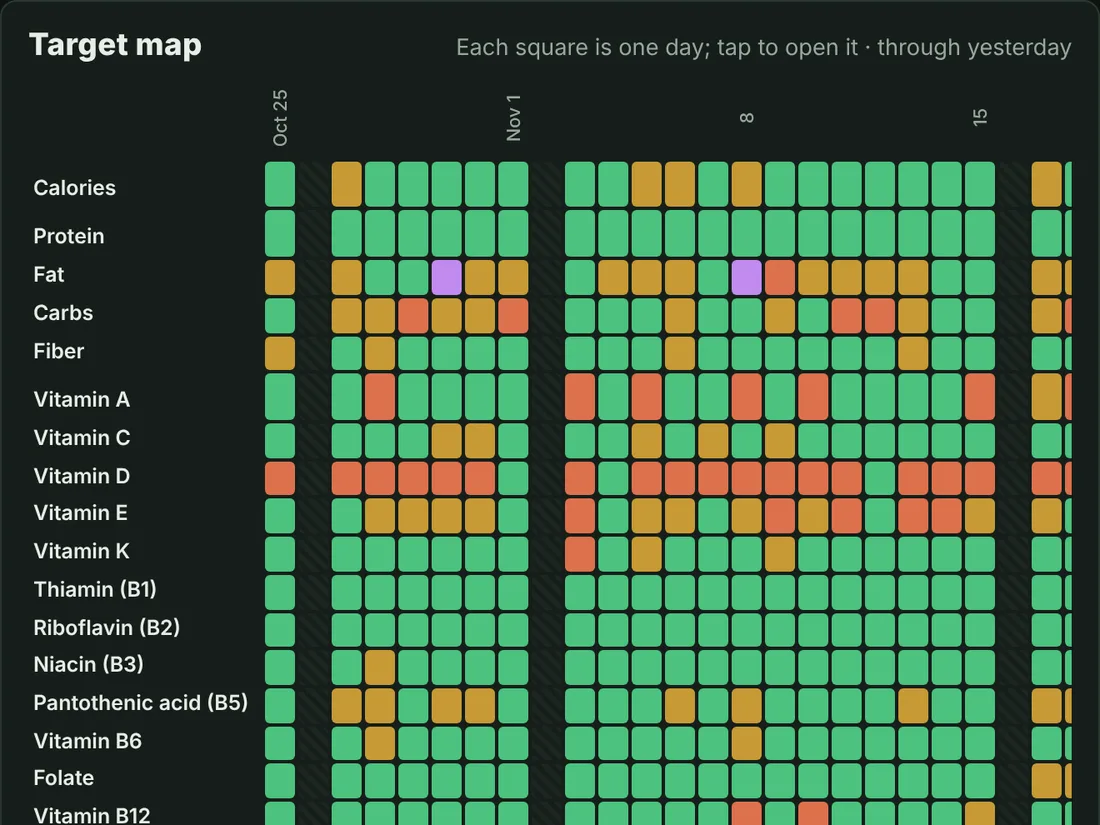 Target map
Each square is one day; tap to open it · through yesterday
Oct 25
Nov 1
8
15
Calories
Protein
Fat
Carbs
Fiber
Vitamin A
Vitamin C
Vitamin D
Vitamin E
Vitamin K
Thiamin (B1)
Riboflavin (B2)
Niacin (B3)
Pantothenic acid (B5)
Vitamin B6
Folate
Vitamin B12